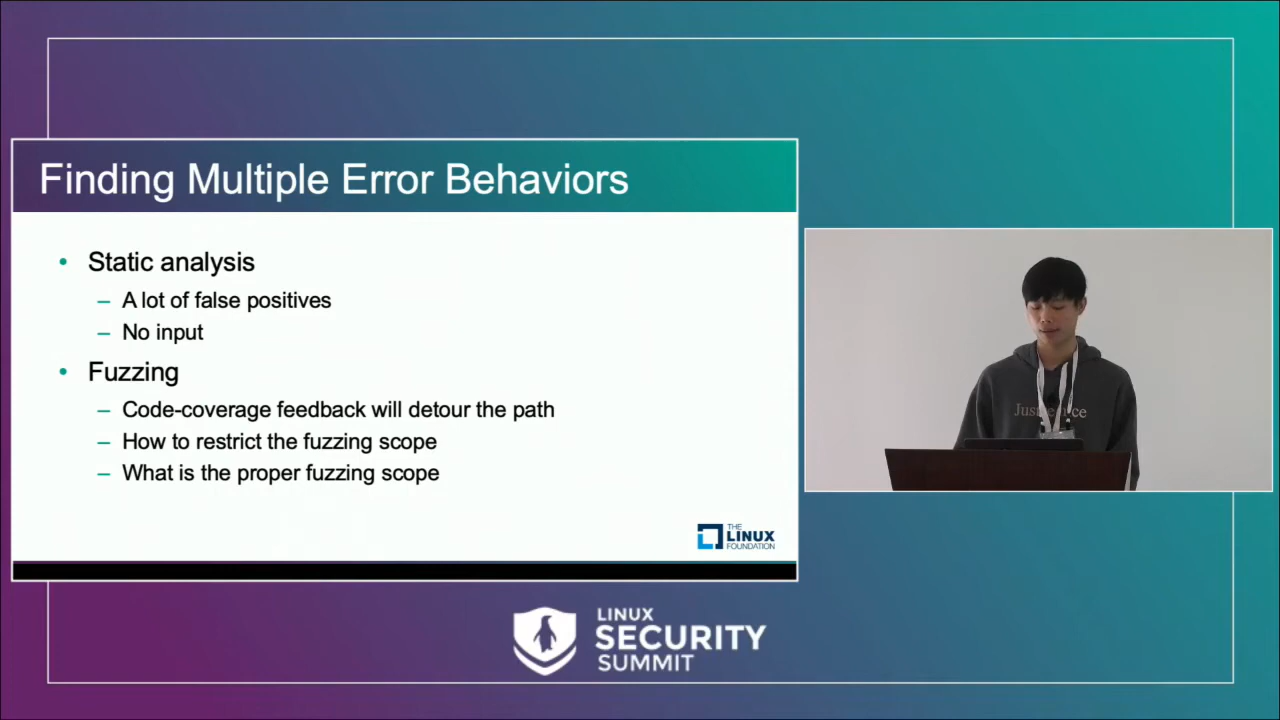 Finding Multiple Error Behaviors
• Static analysis
– A lot of false positives
– No input
• Fuzzing
– Code-coverage feedback will detour the path
– How to restrict the fuzzing scope
– What is the proper fuzzing scope
THE
LINUX
FOUNDATION
LINUX
SECURITY
SUMMIT